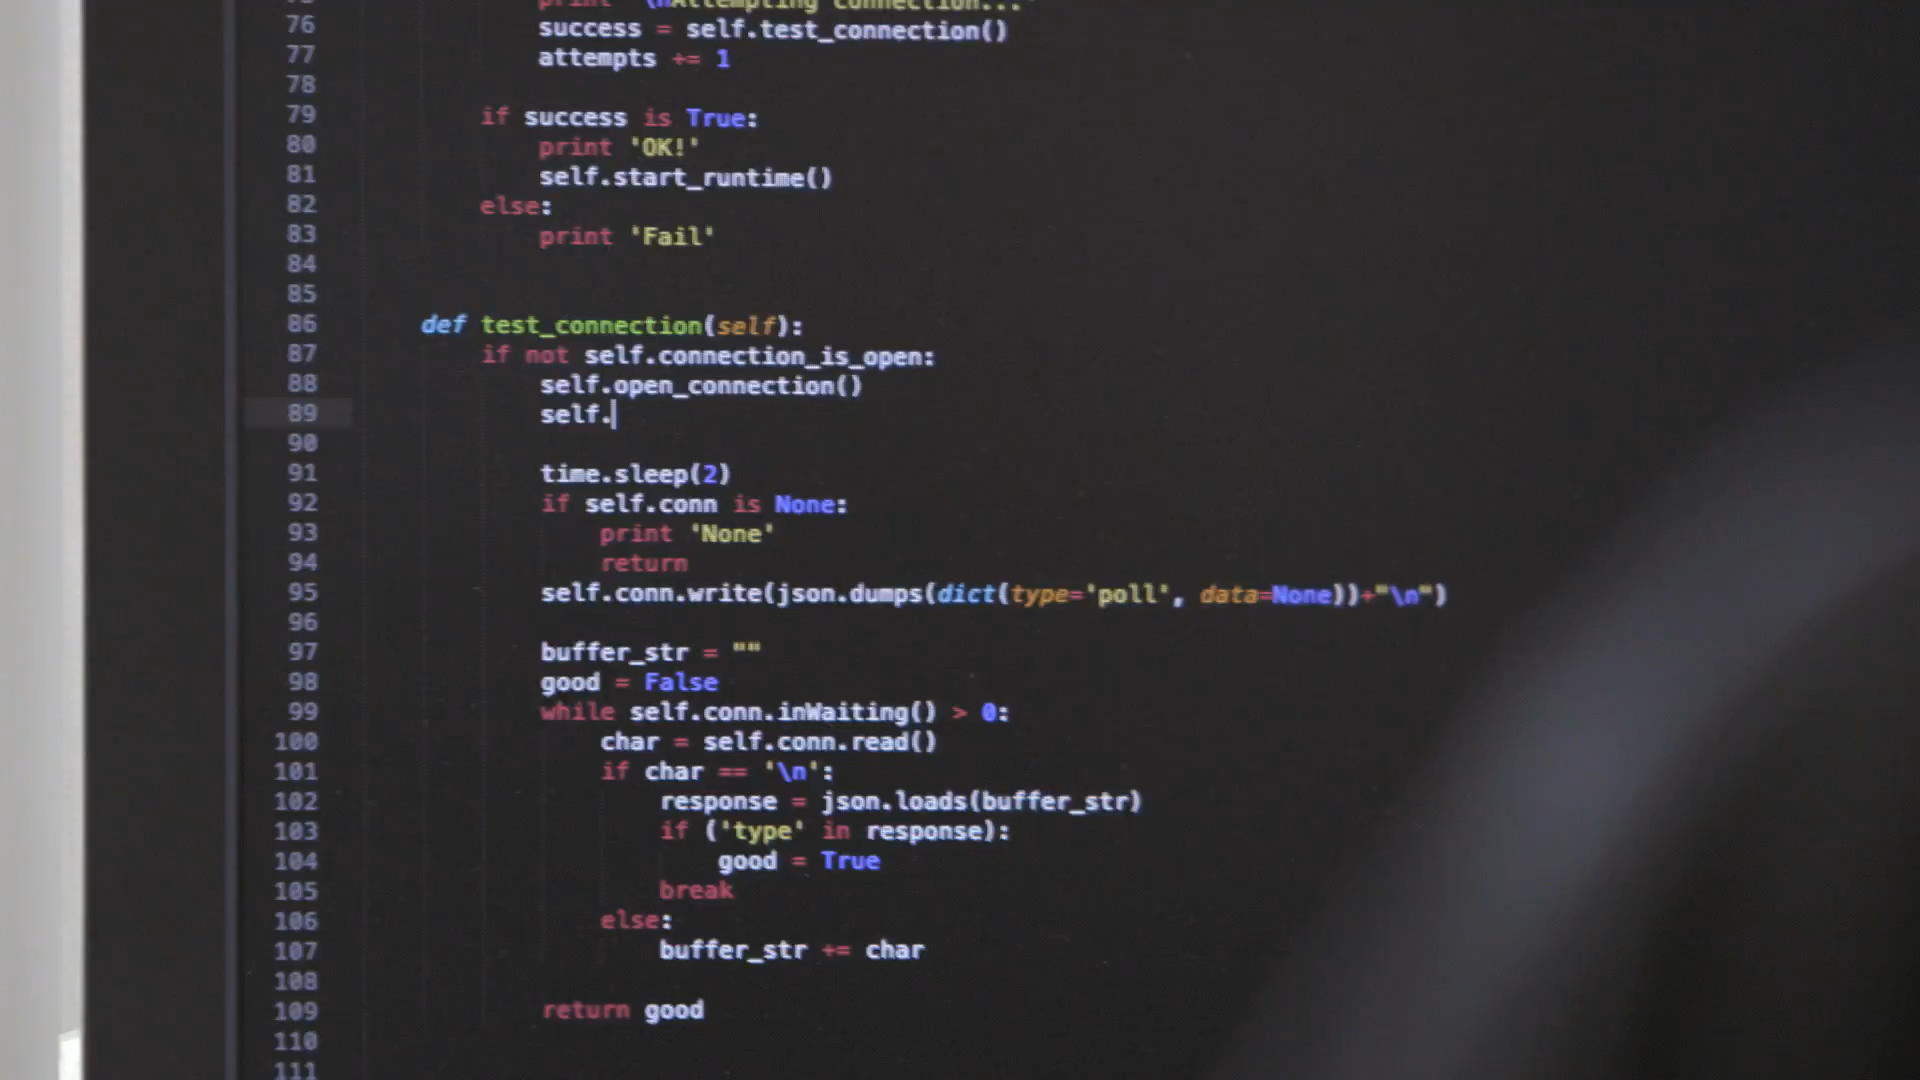 print "\nAttempting connection..."
76 success = self.test_connection()
77 attempts += 1
78
79 if success is True:
80 print 'OK!'
81 self.start_runtime()
82 else:
83 print 'Fail'
84
85
86 def test_connection(self):
87 if not self.connection_is_open:
88 self.open_connection()
89 self.
90
91 time.sleep(2)
92 if self.conn is None:
93 print 'None'
94 return
95 self.conn.write(json.dumps(dict(type='poll', data=None))+"\n")
96
97 buffer_str = ""
98 good = False
99 while self.conn.inWaiting() > 0:
100 char = self.conn.read()
101 if char == '\n':
102 response = json.loads(buffer_str)
103 if ('type' in response):
104 good = True
105 break
106 else:
107 buffer_str += char
108
109 return good
110
111